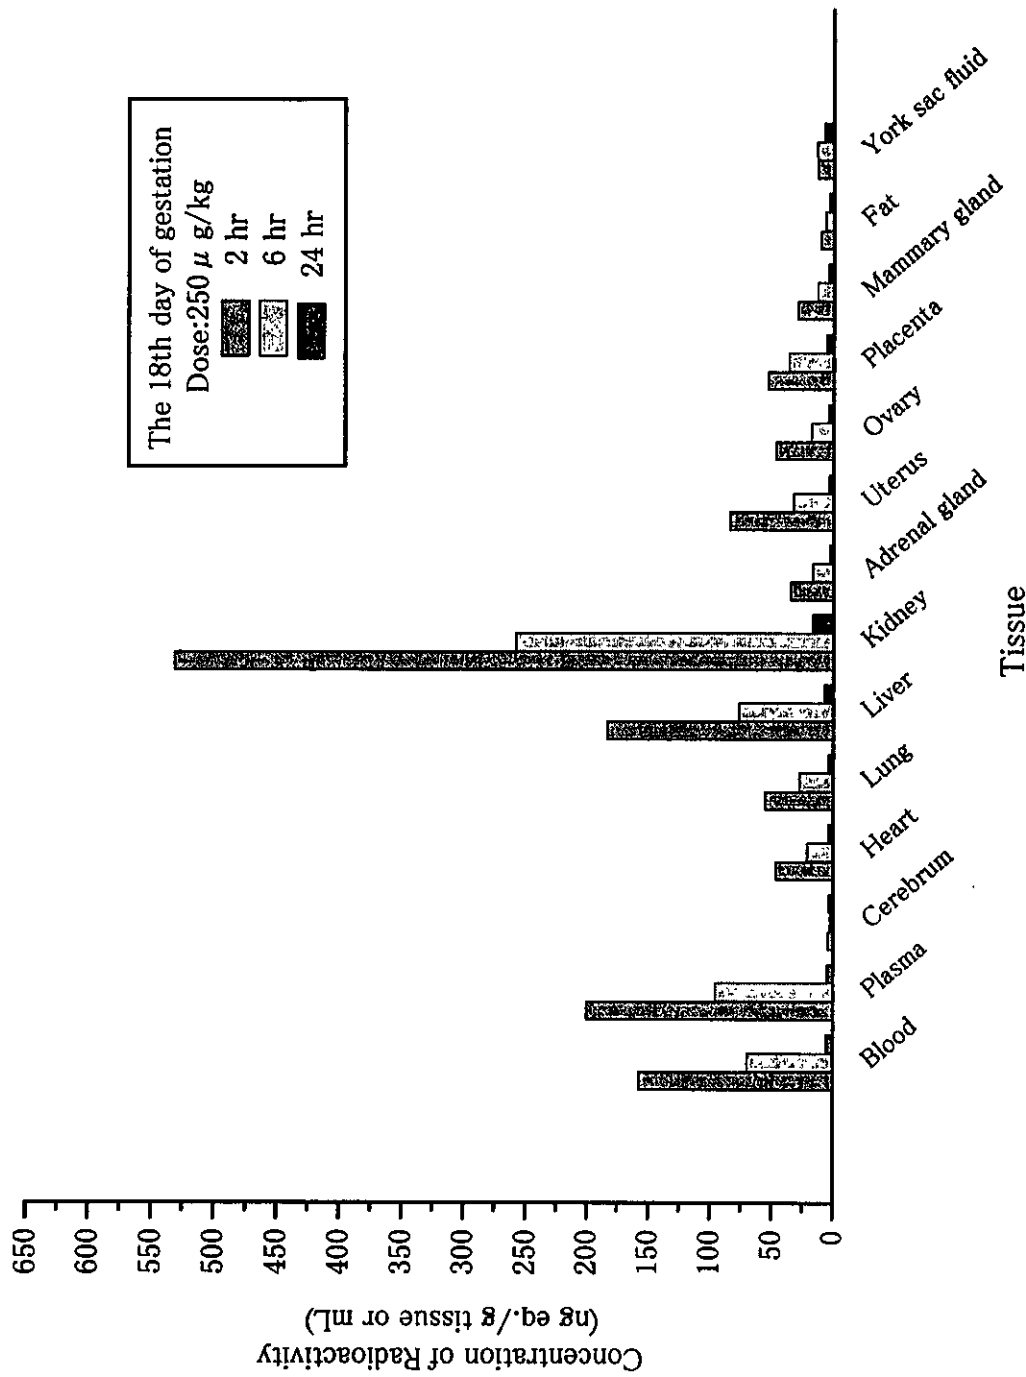 The 18th day of gestation
Dose:250 μ g/kg
2 hr
6 hr
24 hr
Concentration of Radioactivity
(ng eq./g tissue or mL)
650
600
550
500
450
400
350
300
250
200
150
100
50
0
Blood
Plasma
Cerebrum
Heart
Lung
Liver
Kidney
Adrenal gland
Uterus
Ovary
Placenta
Mammary gland
Fat
York sac fluid
Tissue